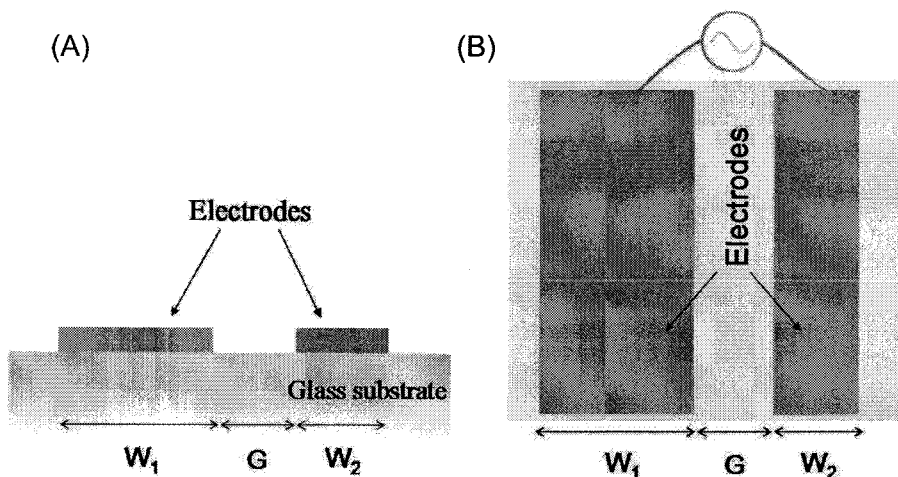 (A)
Electrodes
Glass substrate
W₁
G
W₂
(B)
Electrodes
W₁
G
W₂